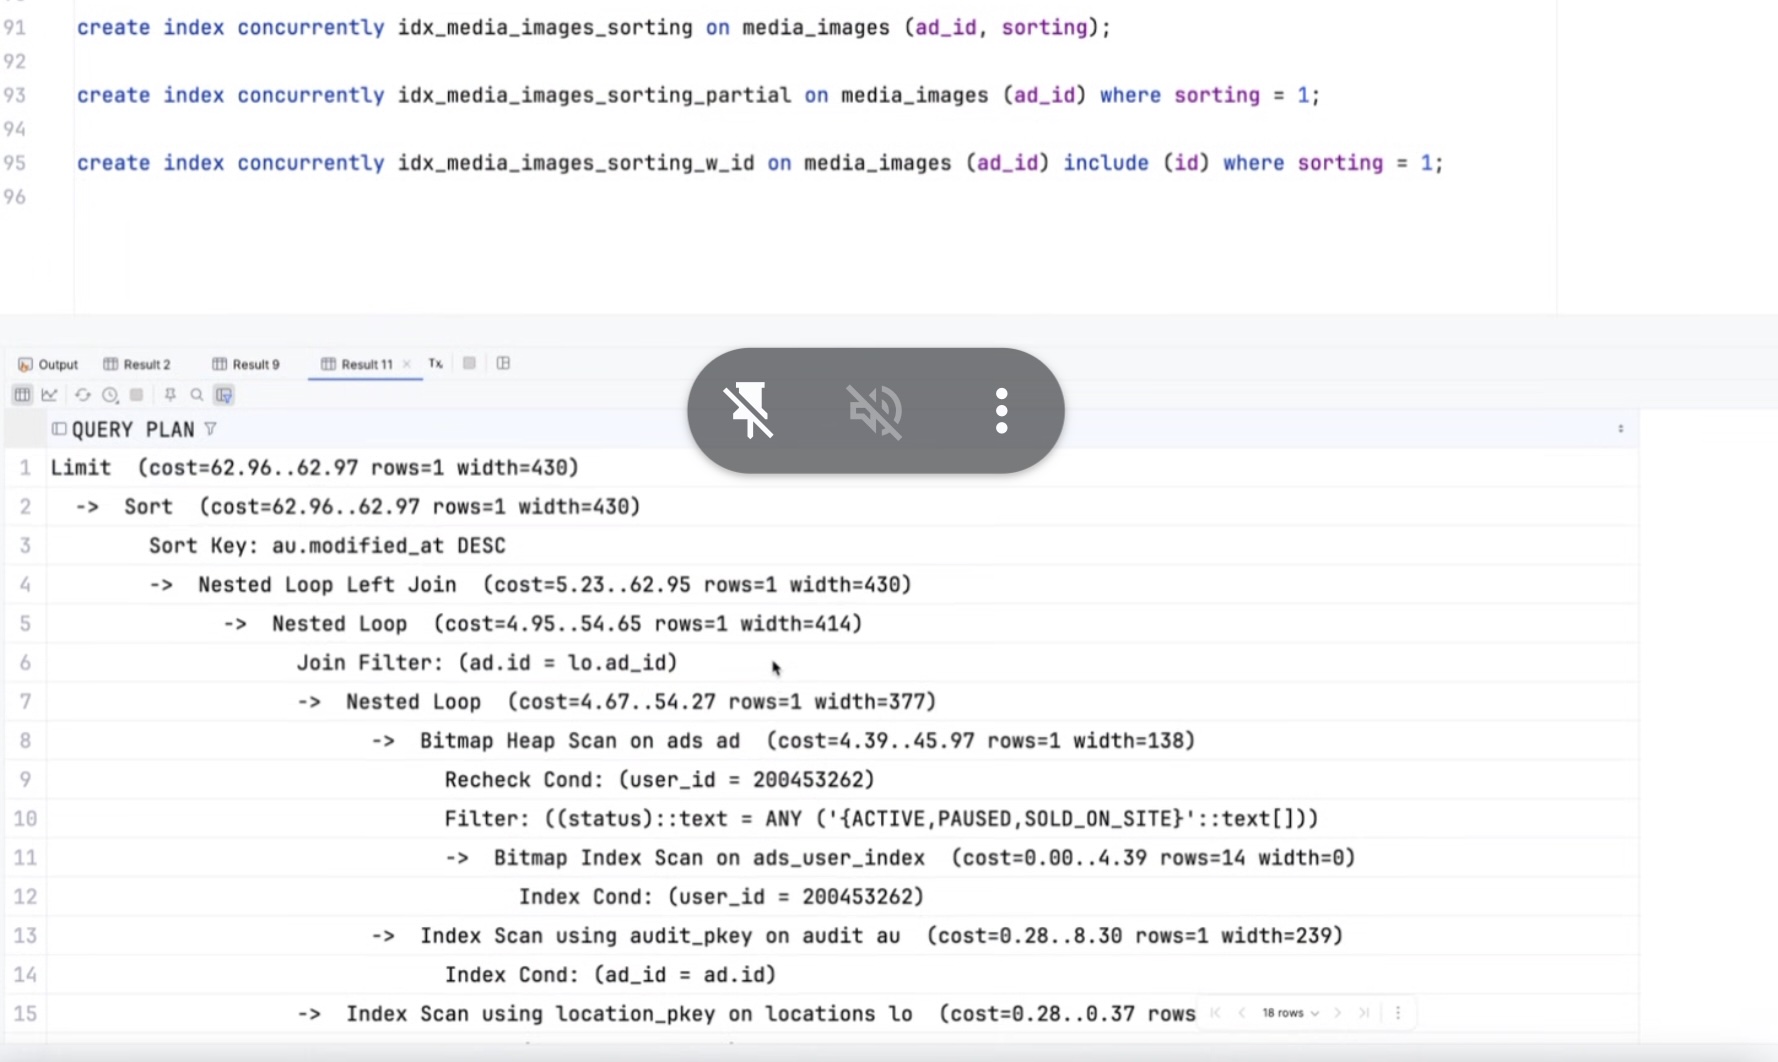 91 create index concurrently idx_media_images_sorting on media_images (ad_id, sorting);
92
93 create index concurrently idx_media_images_sorting_partial on media_images (ad_id) where sorting = 1;
94
95 create index concurrently idx_media_images_sorting_w_id on media_images (ad_id) include (id) where sorting = 1;
96
Output Result 2 Result 9 Result 11 × Tx
QUERY PLAN
1 Limit (cost=62.96..62.97 rows=1 width=430)
2 -> Sort (cost=62.96..62.97 rows=1 width=430)
3 Sort Key: au.modified_at DESC
4 -> Nested Loop Left Join (cost=5.23..62.95 rows=1 width=430)
5 -> Nested Loop (cost=4.95..54.65 rows=1 width=414)
6 Join Filter: (ad.id = lo.ad_id)
7 -> Nested Loop (cost=4.67..54.27 rows=1 width=377)
8 -> Bitmap Heap Scan on ads ad (cost=4.39..45.97 rows=1 width=138)
9 Recheck Cond: (user_id = 200453262)
10 Filter: ((status)::text = ANY ('{ACTIVE,PAUSED,SOLD_ON_SITE}'::text[]))
11 -> Bitmap Index Scan on ads_user_index (cost=0.00..4.39 rows=14 width=0)
12 Index Cond: (user_id = 200453262)
13 -> Index Scan using audit_pkey on audit au (cost=0.28..8.30 rows=1 width=239)
14 Index Cond: (ad_id = ad.id)
15 -> Index Scan using location_pkey on locations lo (cost=0.28..0.37 rows
18 rows